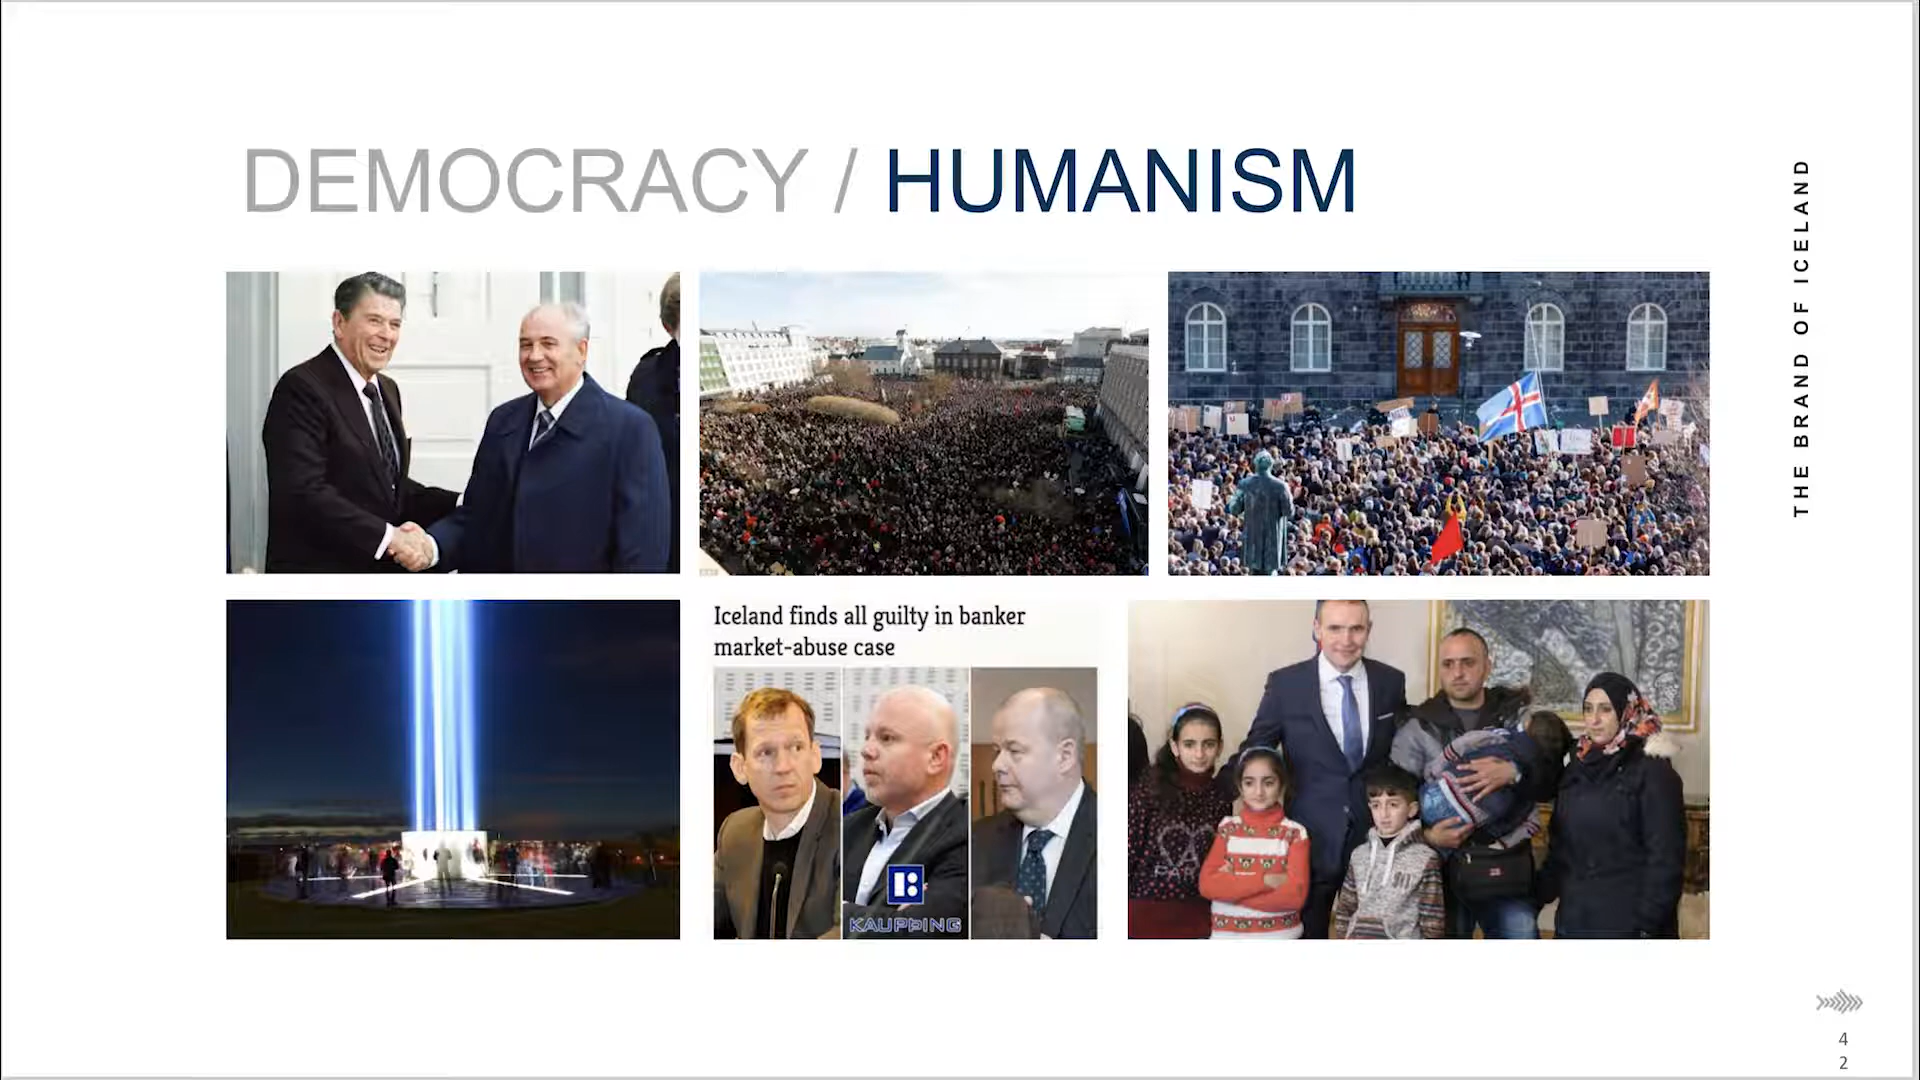 DEMOCRACY / HUMANISM
THE BRAND OF ICELAND
Iceland finds all guilty in banker
market-abuse case
KAUPÞING
4
2